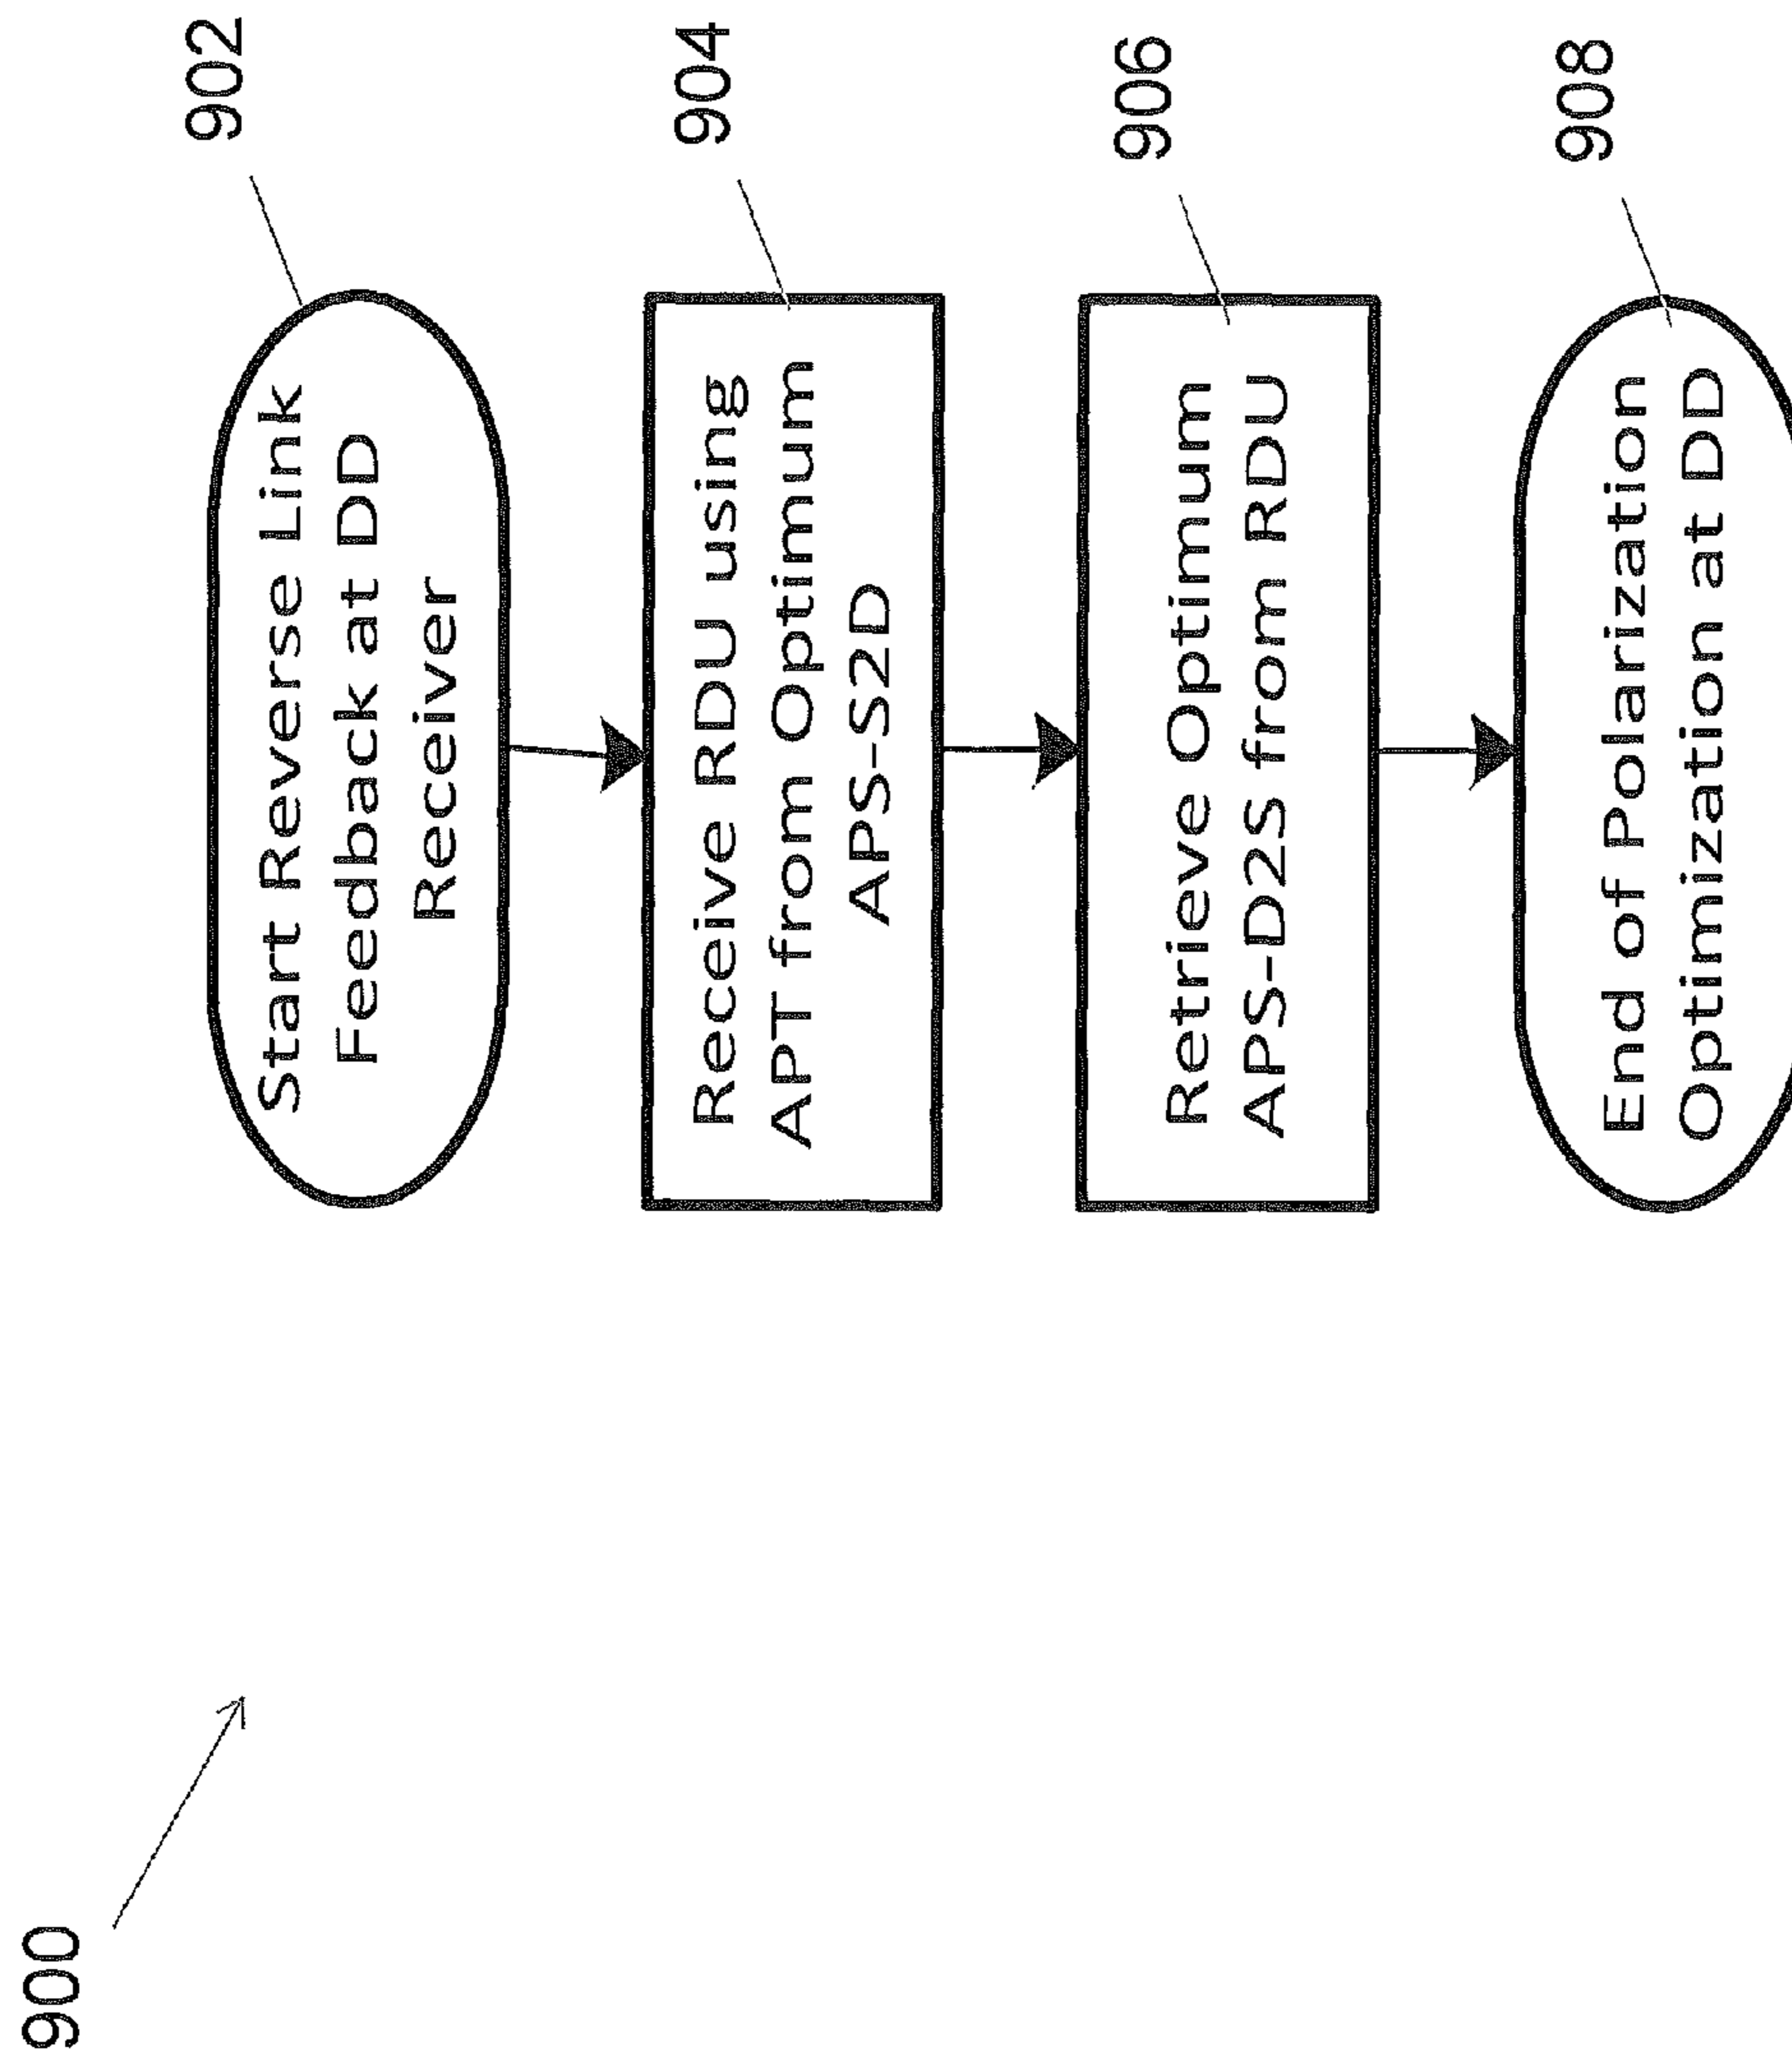 900
902
Start Reverse Link
Feedback at DD
Receiver
904
Receive RDU using
APT from Optimum
APS-S2D
906
Retrieve Optimum
APS-D2S from RDU
908
End of Polarization
Optimization at DD